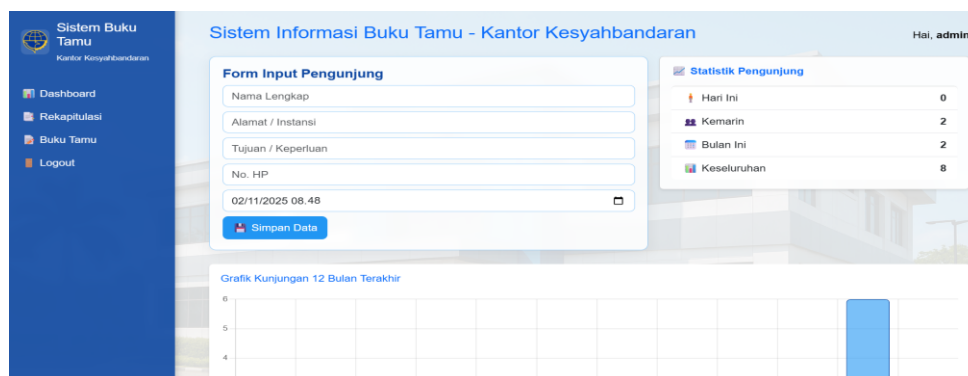 Sistem Buku
Tamu
Kantor Kesyahbandaran
Dashboard
Rekapitulasi
Buku Tamu
Logout
Sistem Informasi Buku Tamu - Kantor Kesyahbandaran
Hai, admin
Form Input Pengunjung
Nama Lengkap
Alamat / Instansi
Tujuan / Keperluan
No. HP
02/11/2025 08.48
Simpan Data
Statistik Pengunjung
Hari Ini 0
Kemarin 2
Bulan Ini 2
Keseluruhan 8
Grafik Kunjungan 12 Bulan Terakhir
6
5
4